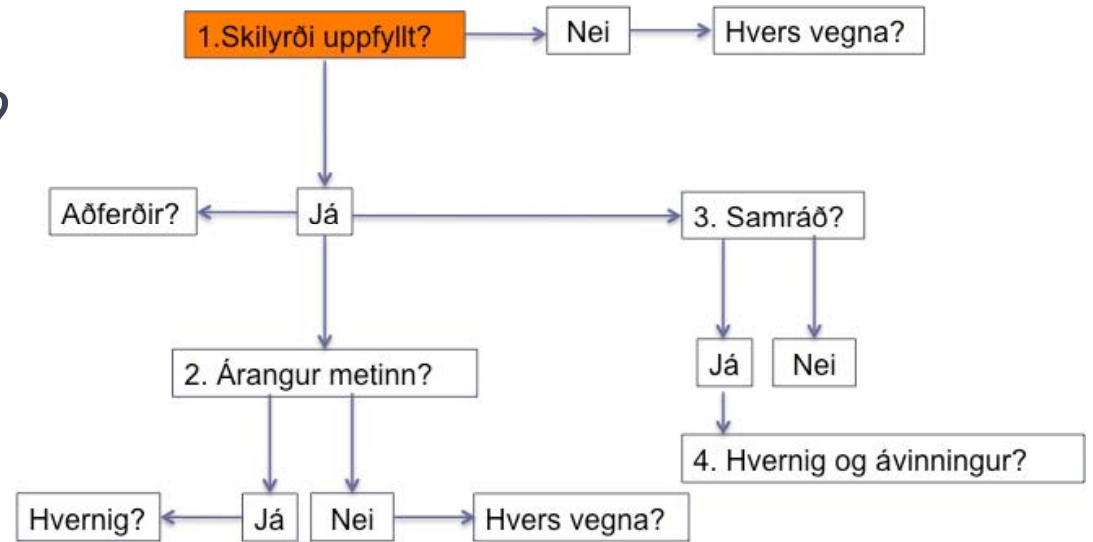 1.Skilyrði uppfyllt?
Nei
Hvers vegna?
Aðferðir?
Já
3. Samráð?
2. Árangur metinn?
Já
Nei
4. Hvernig og ávinningur?
Hvernig?
Já
Nei
Hvers vegna?